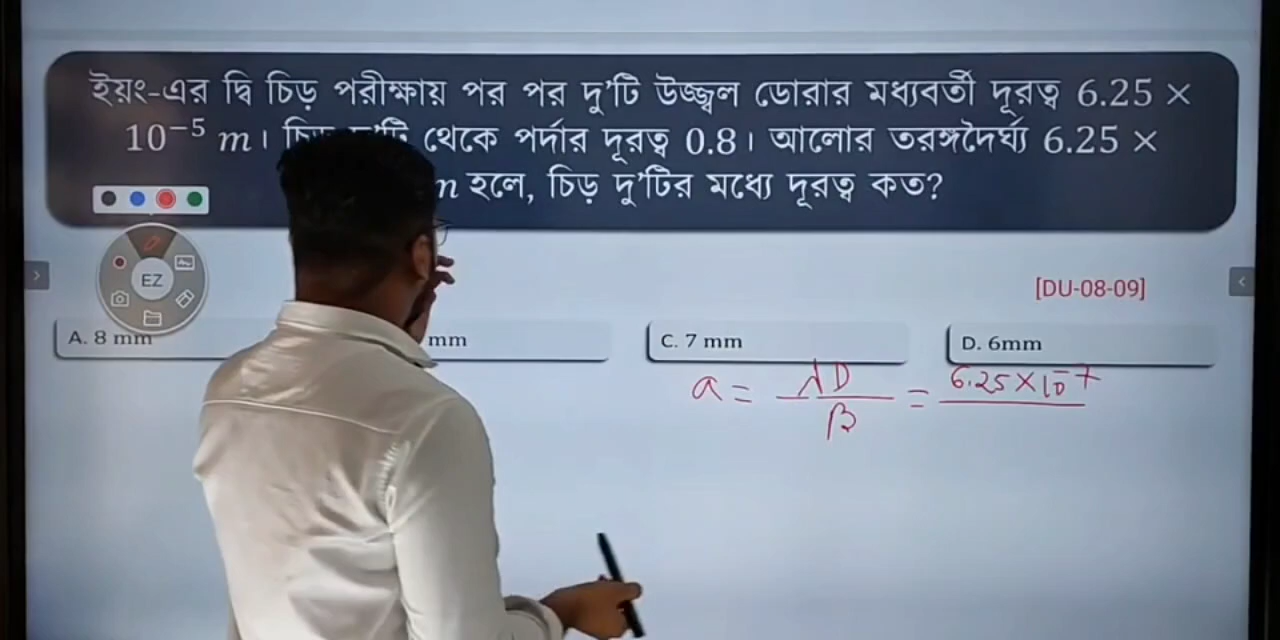 ইয়ং-এর দ্বি চিড় পরীক্ষায় পর পর দু'টি উজ্জ্বল ডোরার মধ্যবর্তী দূরত্ব 6.25 ×
10⁻⁵ m। থেকে পর্দার দূরত্ব 0.8। আলোর তরঙ্গদৈর্ঘ্য 6.25 ×
m হলে, চিড় দু'টির মধ্যে দূরত্ব কত?
EZ
[DU-08-09]
A. 8 mm mm C. 7 mm D. 6mm
a = λD/β = 6.25×10⁻⁷